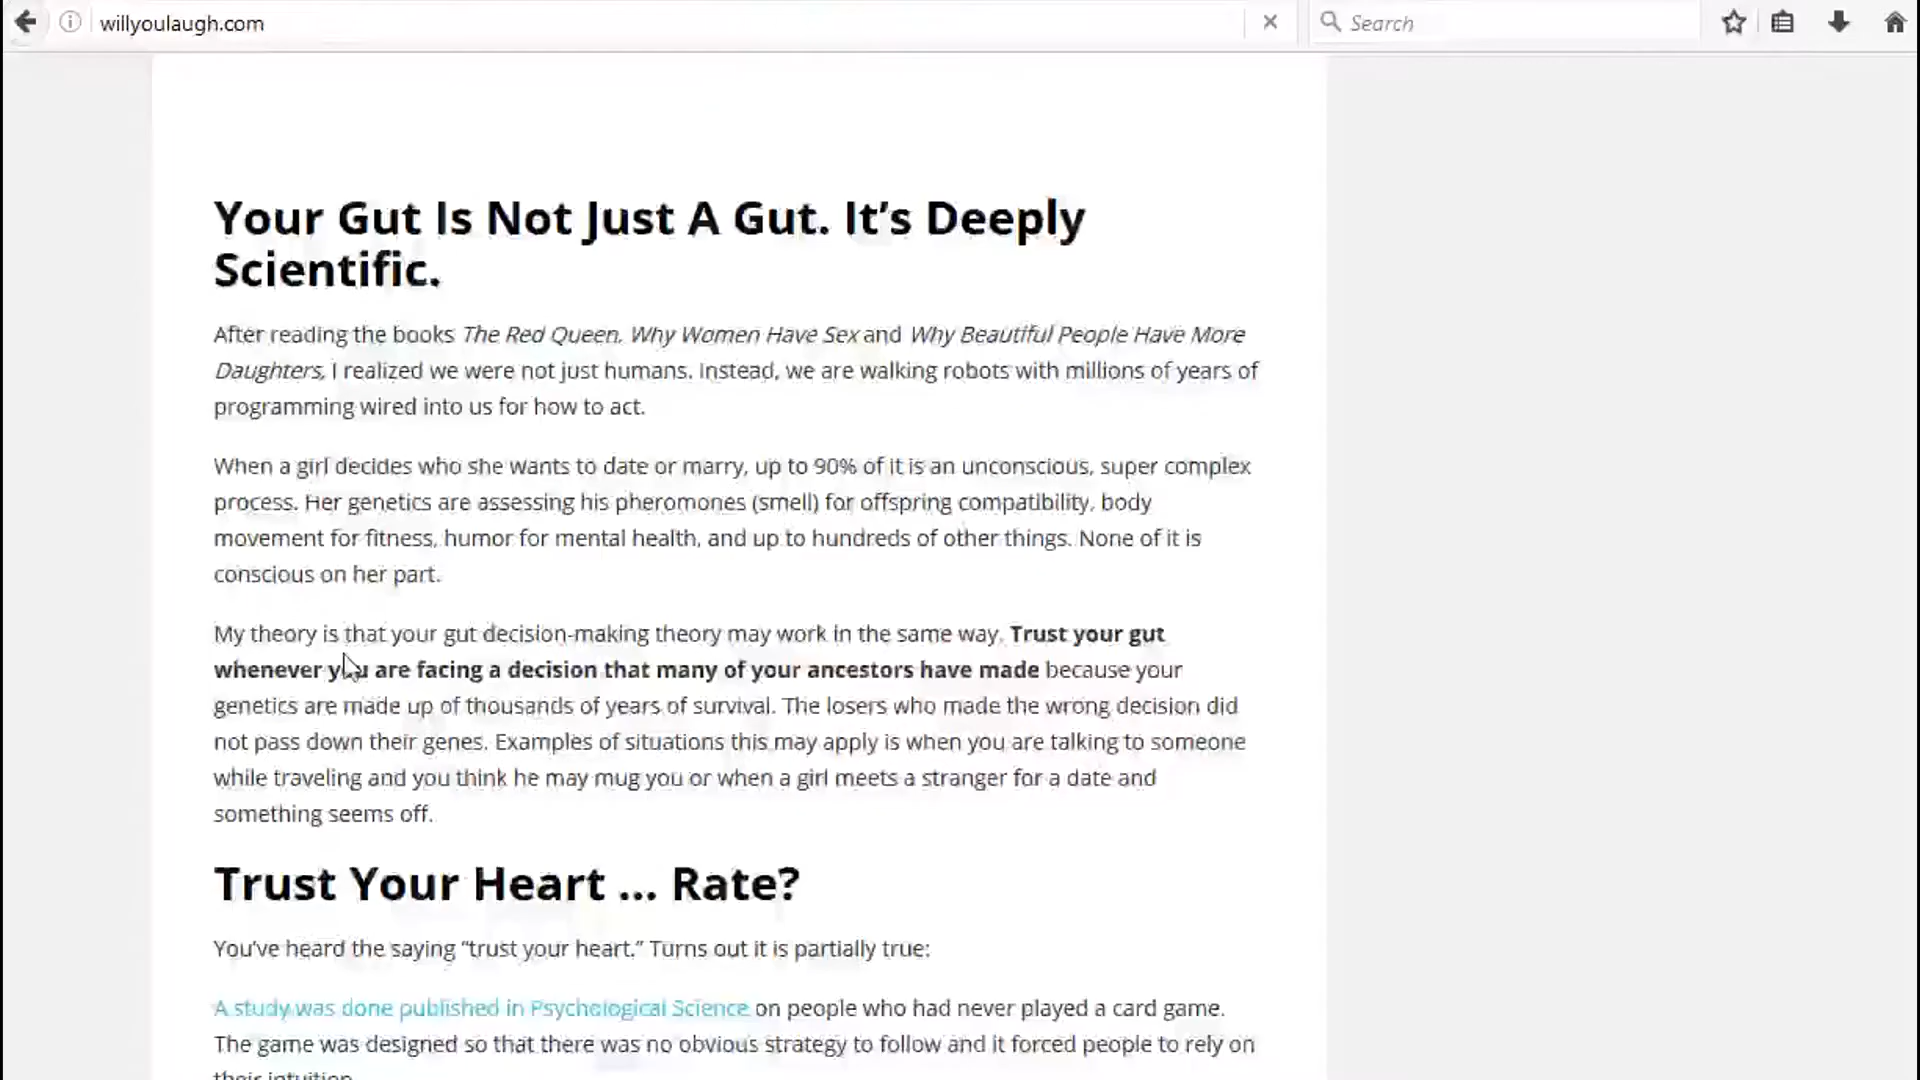 willyoulaugh.com
Search
Your Gut Is Not Just A Gut. It’s Deeply
Scientific.
After reading the books The Red Queen, Why Women Have Sex and Why Beautiful People Have More
Daughters, I realized we were not just humans. Instead, we are walking robots with millions of years of
programming wired into us for how to act.
When a girl decides who she wants to date or marry, up to 90% of it is an unconscious, super complex
process. Her genetics are assessing his pheromones (smell) for offspring compatibility, body
movement for fitness, humor for mental health, and up to hundreds of other things. None of it is
conscious on her part.
My theory is that your gut decision-making theory may work in the same way. Trust your gut
whenever you are facing a decision that many of your ancestors have made because your
genetics are made up of thousands of years of survival. The losers who made the wrong decision did
not pass down their genes. Examples of situations this may apply is when you are talking to someone
while traveling and you think he may mug you or when a girl meets a stranger for a date and
something seems off.
Trust Your Heart … Rate?
You’ve heard the saying “trust your heart.” Turns out it is partially true:
A study was done published in Psychological Science on people who had never played a card game.
The game was designed so that there was no obvious strategy to follow and it forced people to rely on
their intuition.